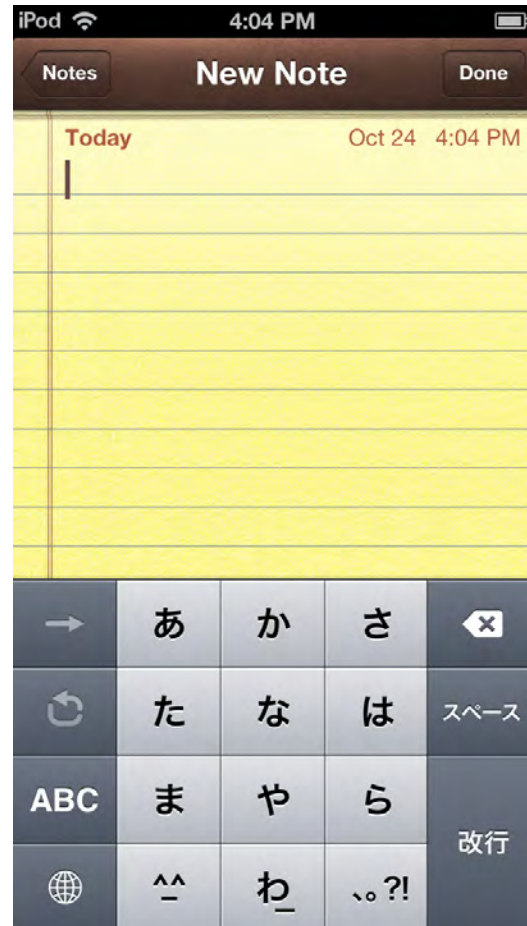 iPod 4:04 PM
Notes New Note Done
Today Oct 24 4:04 PM
→ あ か さ
た な は スペース
ABC ま や ら
改行
^_^ わ_ 、。?!